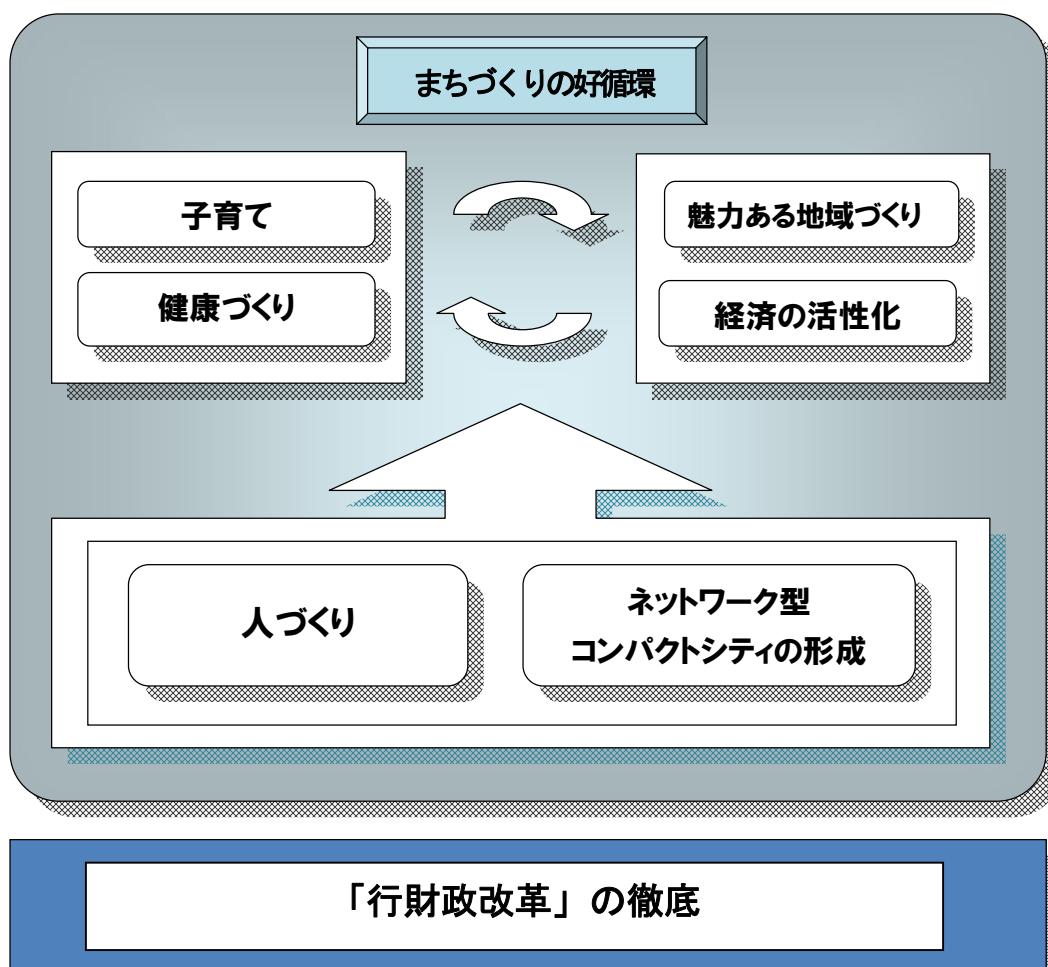 まちづくりの好循環
子育て
健康づくり
魅力ある地域づくり
経済の活性化
人づくり
ネットワーク型
コンパクトシティの形成
「行財政改革」の徹底